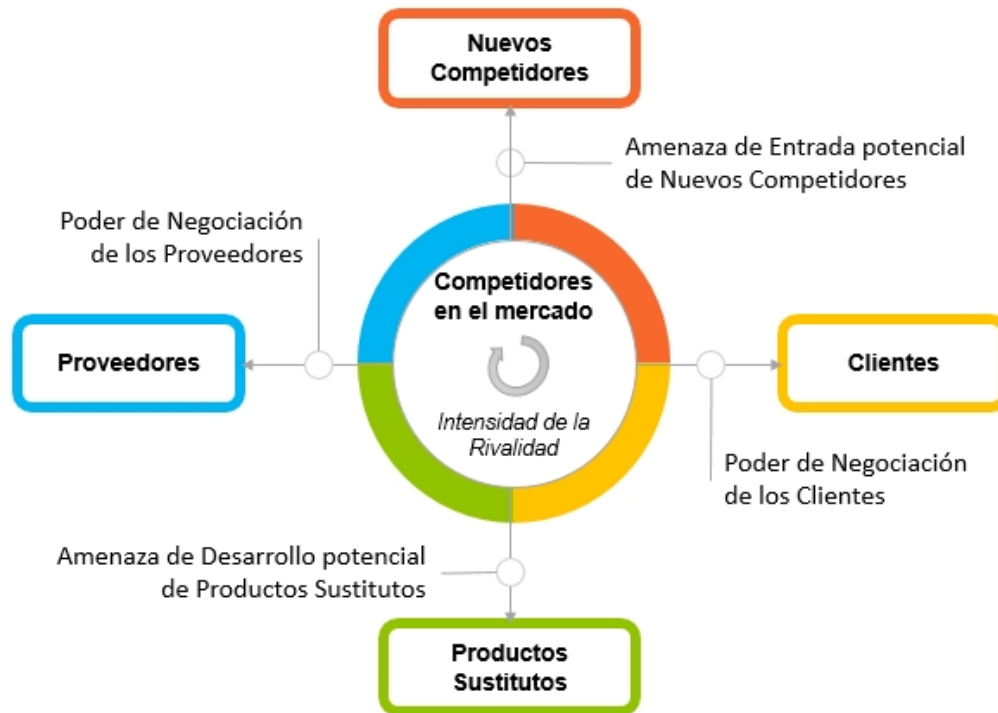 Nuevos
Competidores
Amenaza de Entrada potencial
de Nuevos Competidores
Poder de Negociación
de los Proveedores
Competidores
en el mercado
Proveedores
Clientes
Intensidad de la
Rivalidad
Poder de Negociación
de los Clientes
Amenaza de Desarrollo potencial
de Productos Sustitutos
Productos
Sustitutos